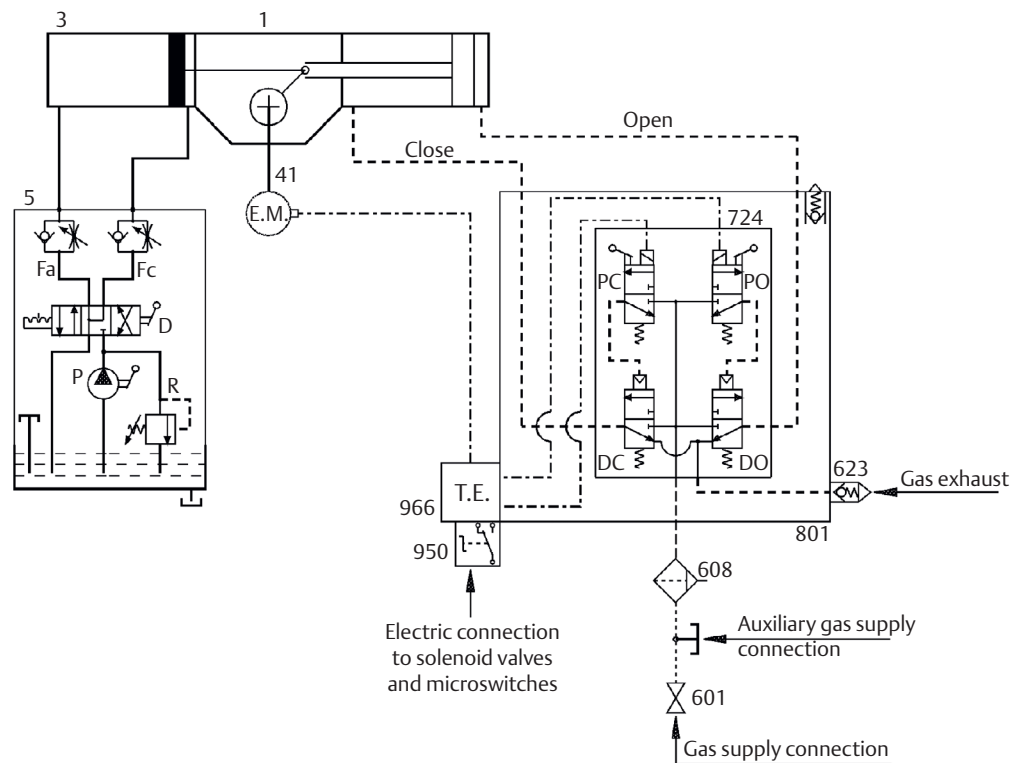 3
1
Open
Close
41
5
E.M.
724
Fa
Fc
PC
PO
D
P
R
DC
DO
623
Gas exhaust
T.E.
966
801
950
608
Electric connection
to solenoid valves
and microswitches
Auxiliary gas supply
connection
601
Gas supply connection